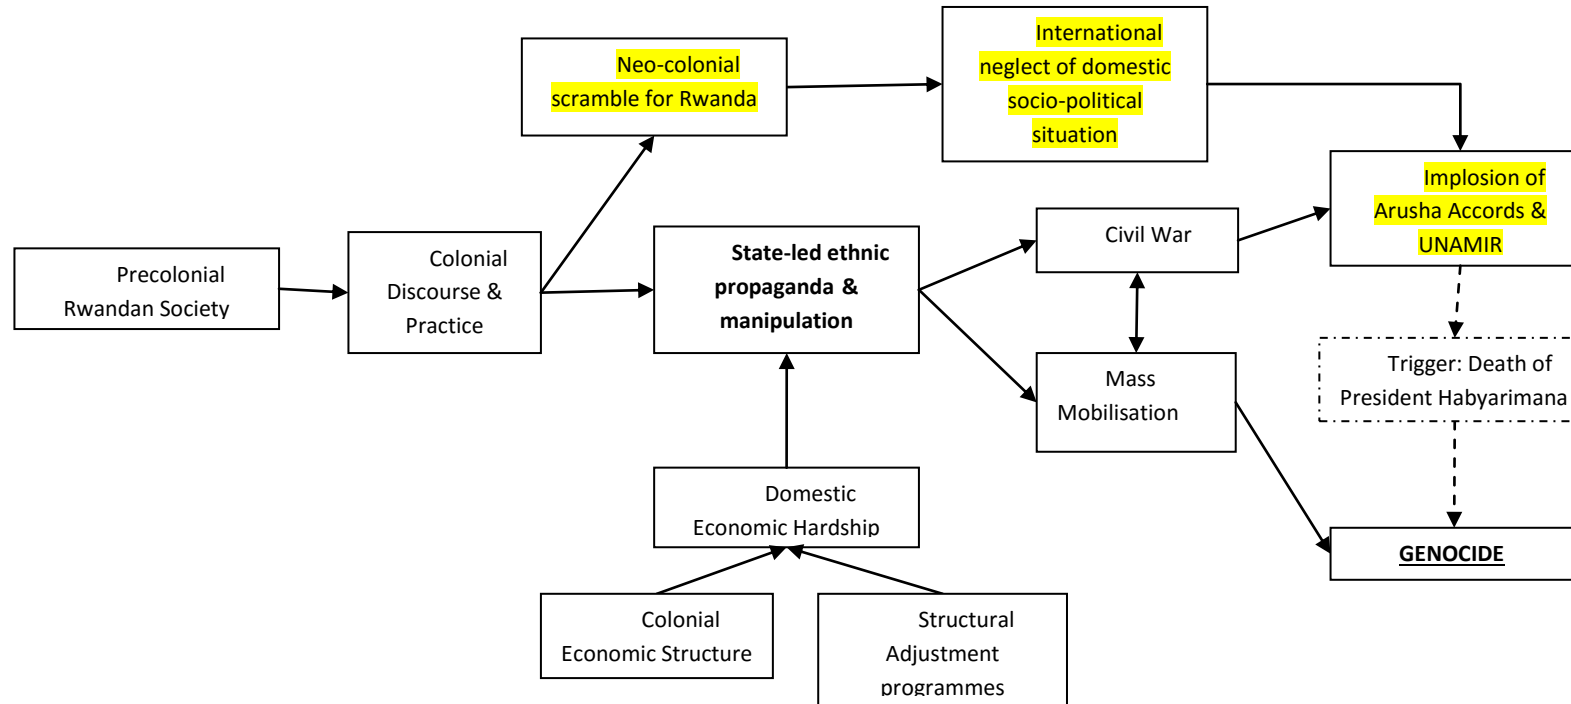 Neo-colonial
scramble for Rwanda
International
neglect of domestic
socio-political
situation
Implosion of
Arusha Accords &
UNAMIR
Precolonial
Rwandan Society
Colonial
Discourse &
Practice
State-led ethnic
propaganda &
manipulation
Civil War
Mass
Mobilisation
Trigger: Death of
President Habyarimana
Domestic
Economic Hardship
GENOCIDE
Colonial
Economic Structure
Structural
Adjustment
programmes